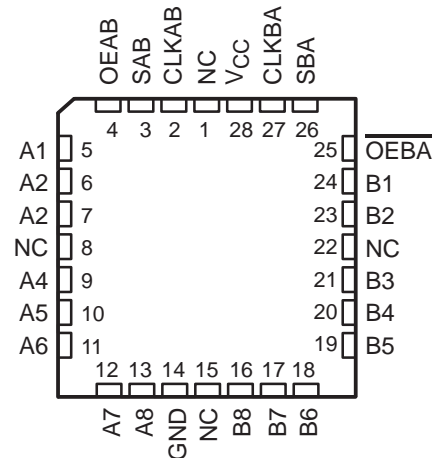 OEAB SAB CLKAB NC VCC CLKBA SBA
4 3 2 1 28 27 26
A1 5 25 OEBA
A2 6 24 B1
A2 7 23 B2
NC 8 22 NC
A4 9 21 B3
A5 10 20 B4
A6 11 19 B5
12 13 14 15 16 17 18
A7 A8 GND NC B8 B7 B6